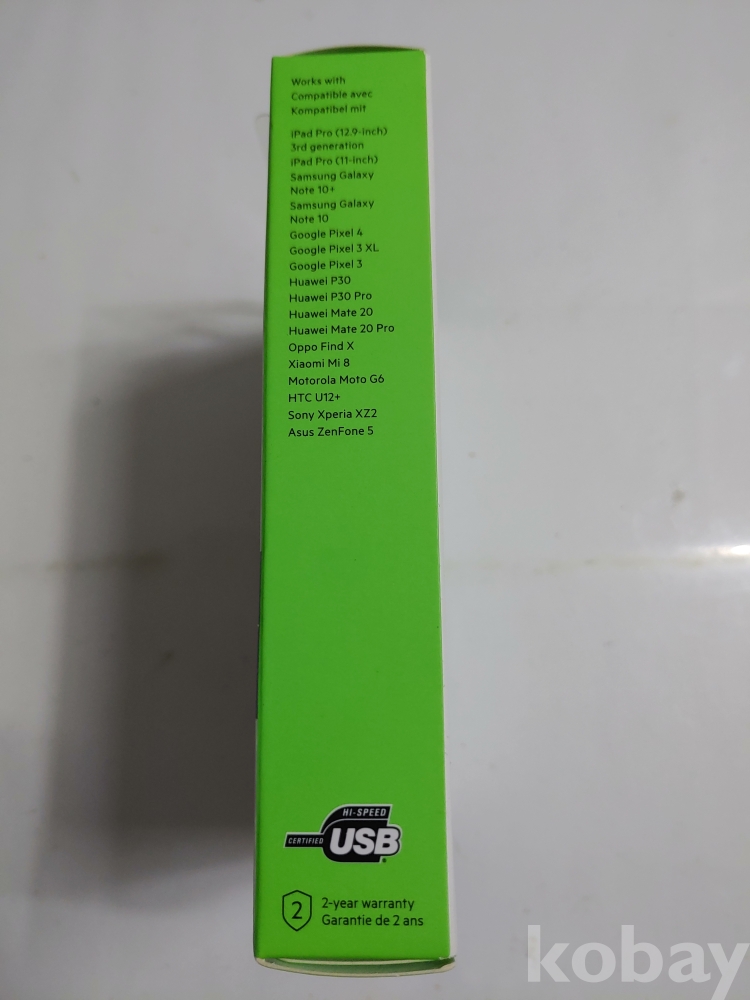 Works with
Compatible avec
Kompatibel mit
iPad Pro (12.9-inch)
3rd generation
iPad Pro (11-inch)
Samsung Galaxy
Note 10+
Samsung Galaxy
Note 10
Google Pixel 4
Google Pixel 3 XL
Google Pixel 3
Huawei P30
Huawei P30 Pro
Huawei Mate 20
Huawei Mate 20 Pro
Oppo Find X
Xiaomi Mi 8
Motorola Moto G6
HTC U12+
Sony Xperia XZ2
Asus ZenFone 5
HI-SPEED
CERTIFIED USB
2
2-year warranty
Garantie de 2 ans
kobay